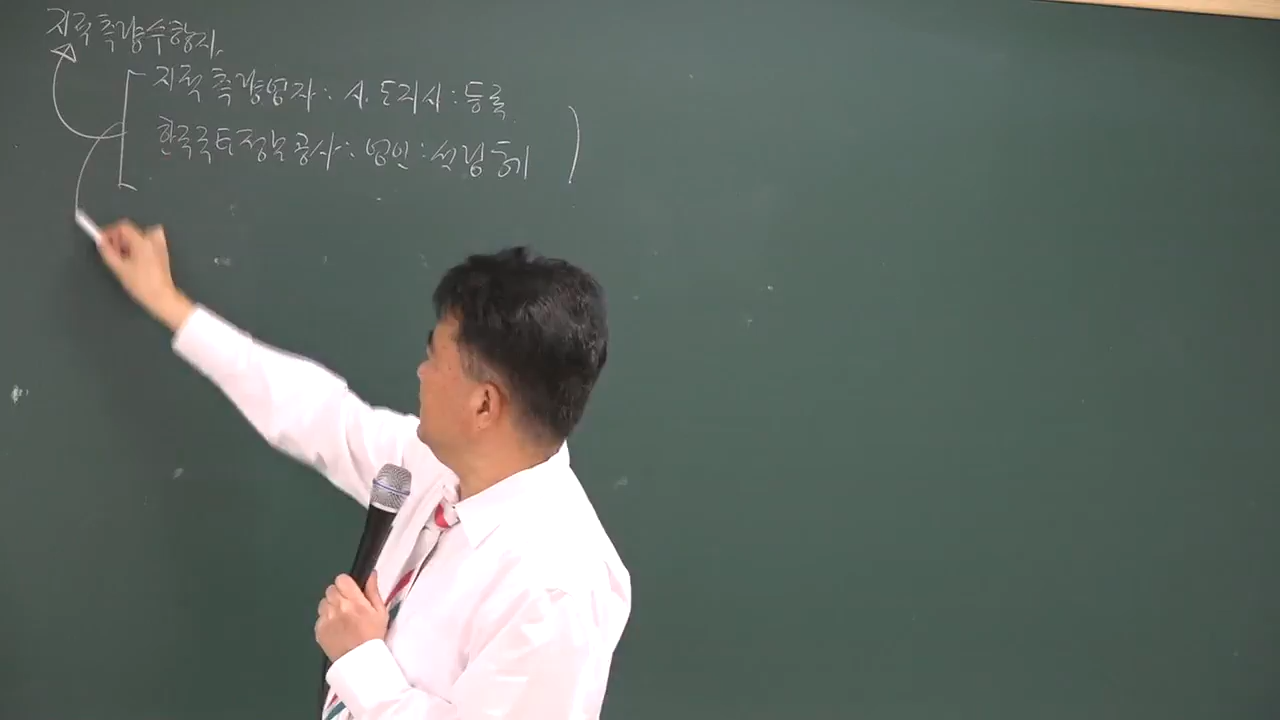 지적측량수행자
지적측량업자 : 시.도지사 : 등록
한국국토정보공사 : 법인 : 설립등기